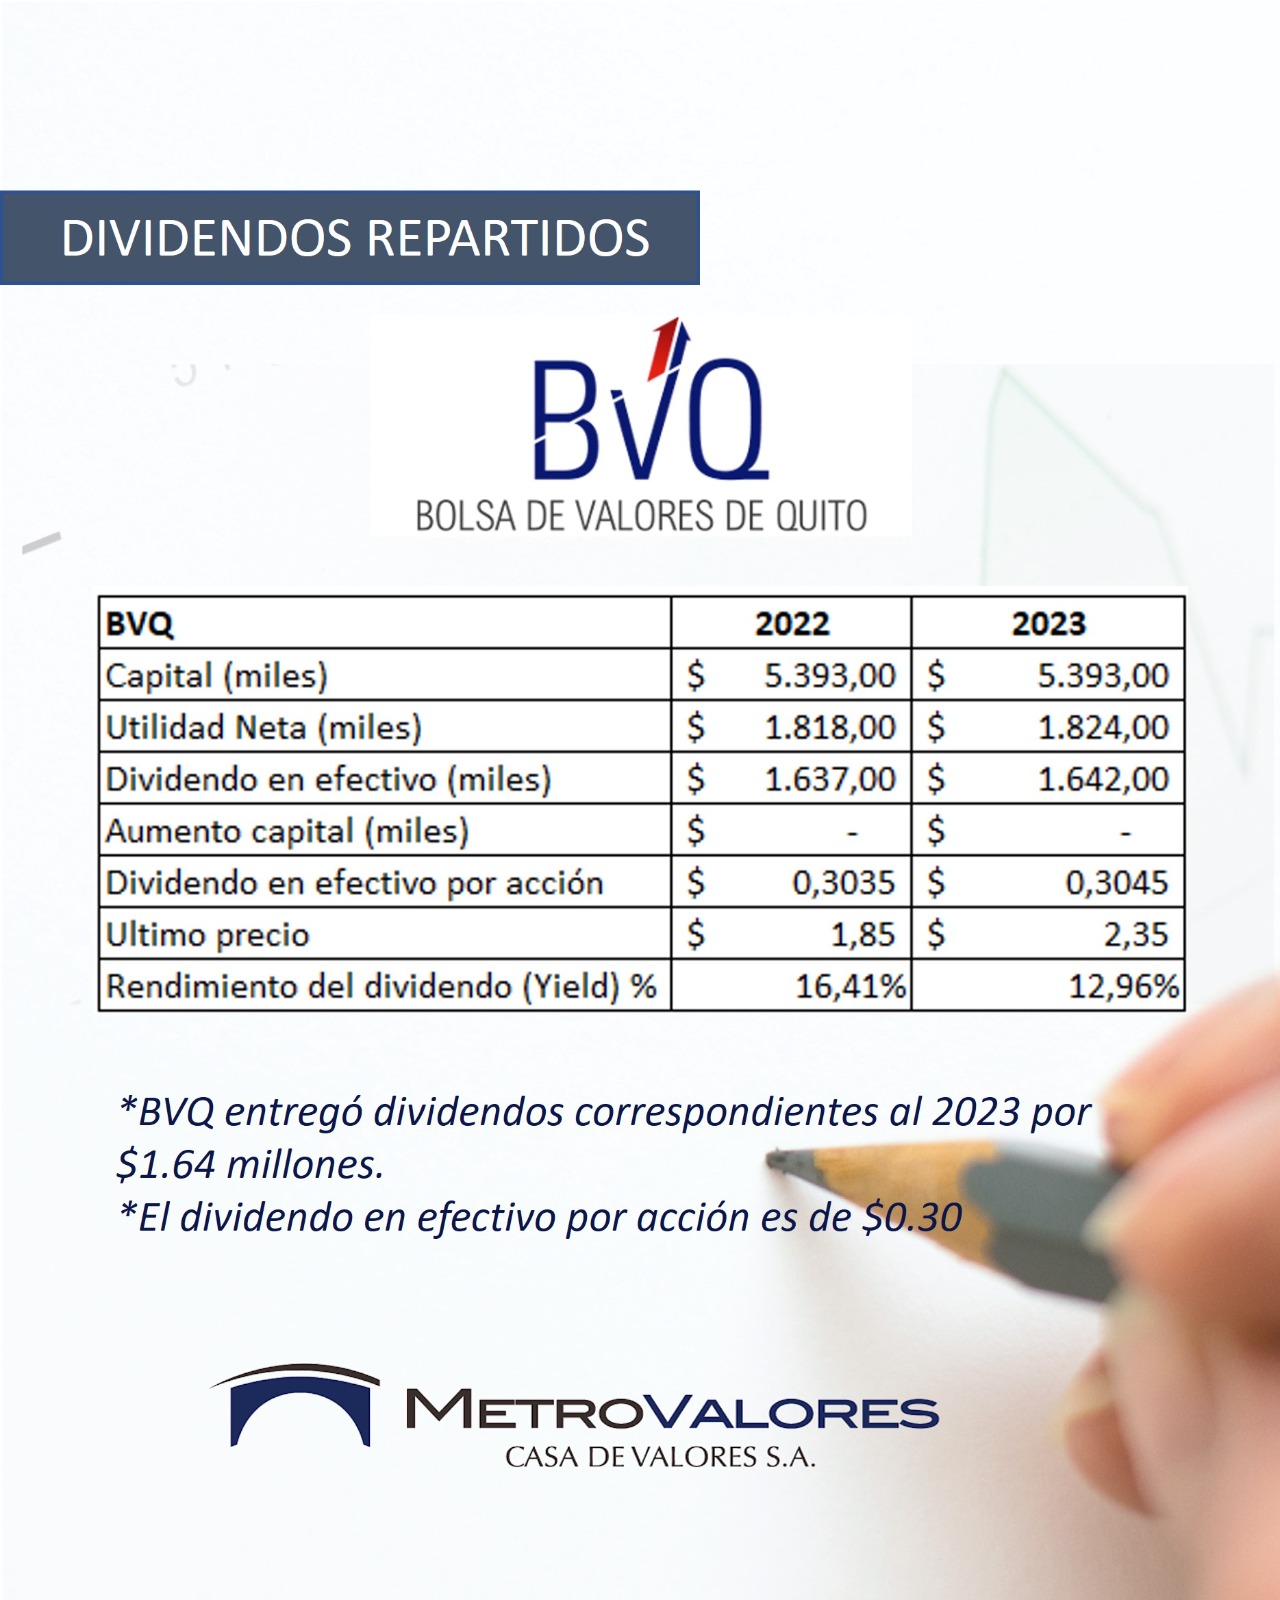 DIVIDENDOS REPARTIDOS
BVQ
BOLSA DE VALORES DE QUITO
BVQ 2022 2023
Capital (miles) $ 5.393,00 $ 5.393,00
Utilidad Neta (miles) $ 1.818,00 $ 1.824,00
Dividendo en efectivo (miles) $ 1.637,00 $ 1.642,00
Aumento capital (miles) $ - $ -
Dividendo en efectivo por acción $ 0,3035 $ 0,3045
Ultimo precio $ 1,85 $ 2,35
Rendimiento del dividendo (Yield) % 16,41% 12,96%
*BVQ entregó dividendos correspondientes al 2023 por
$1.64 millones.
*El dividendo en efectivo por acción es de $0.30
METROVALORES
CASA DE VALORES S.A.